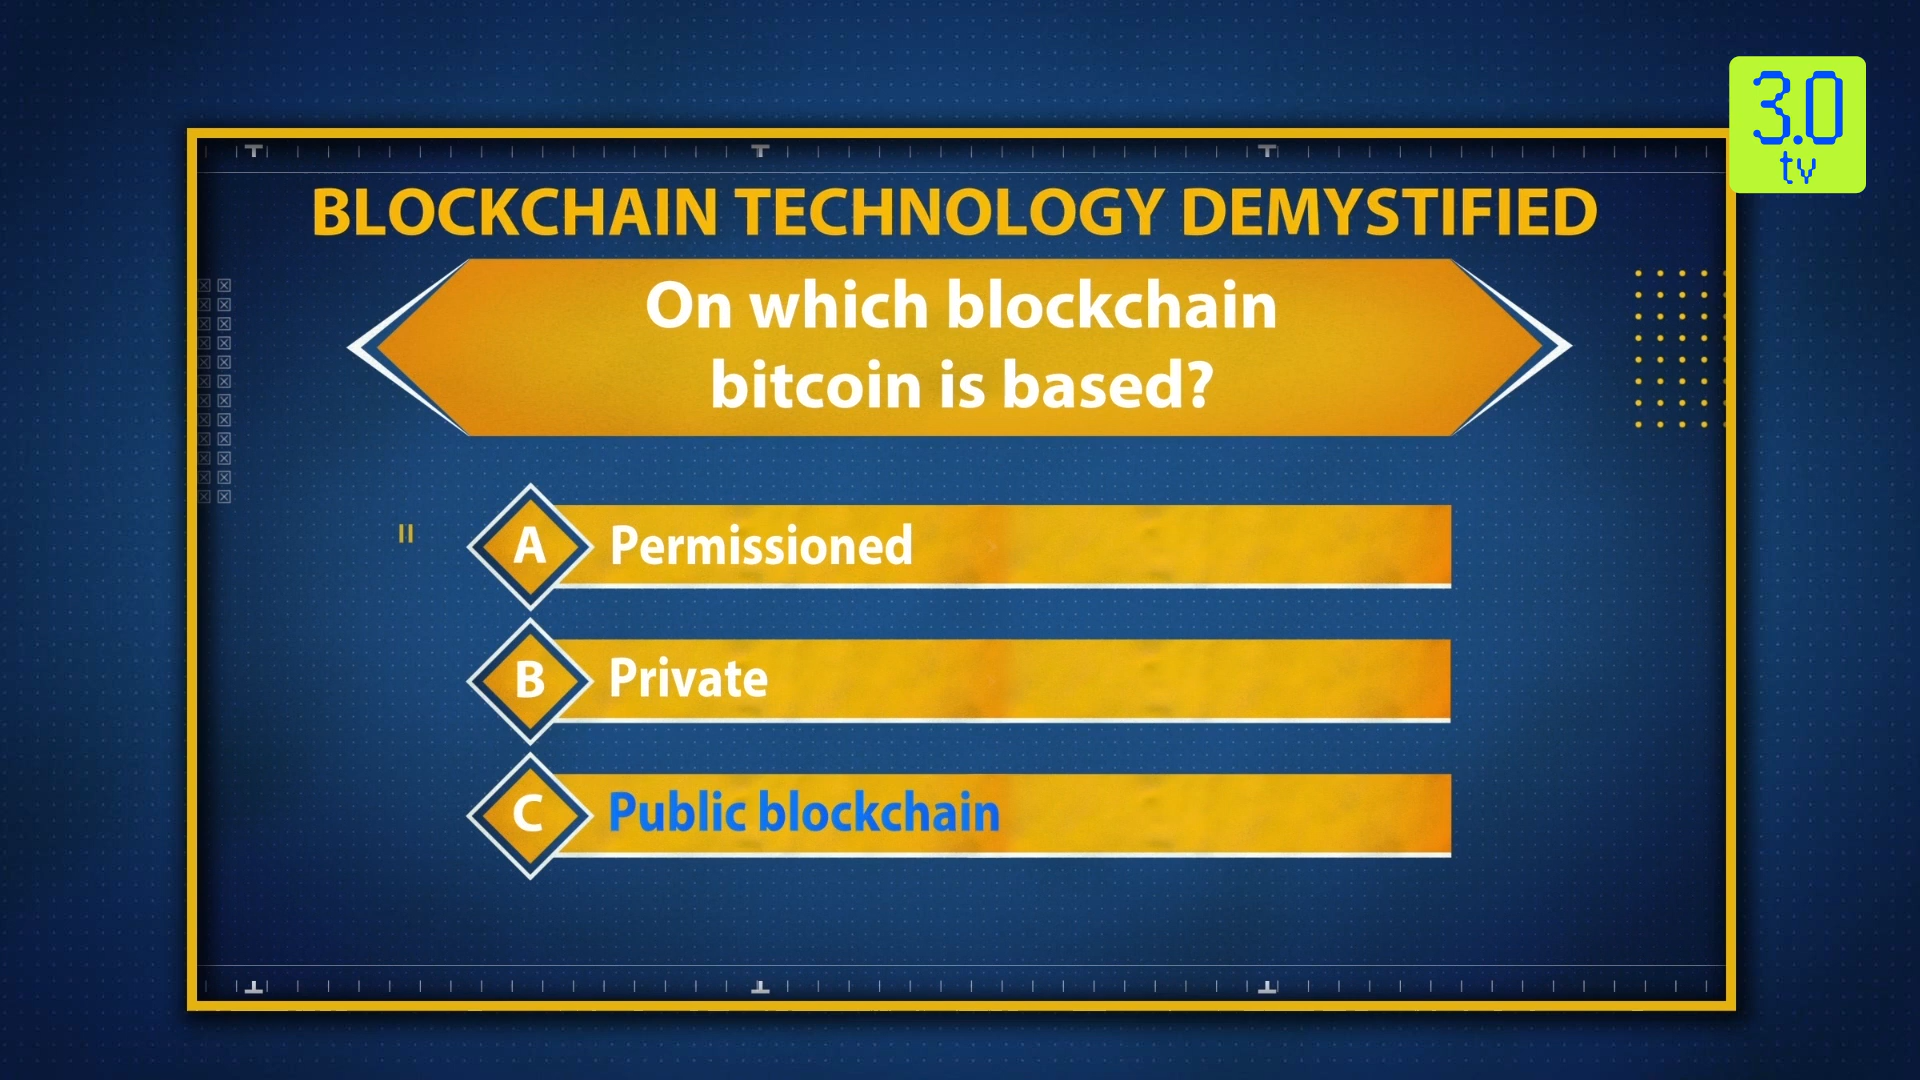 3.0
tv
BLOCKCHAIN TECHNOLOGY DEMYSTIFIED
On which blockchain
bitcoin is based?
A Permissioned
B Private
C Public blockchain